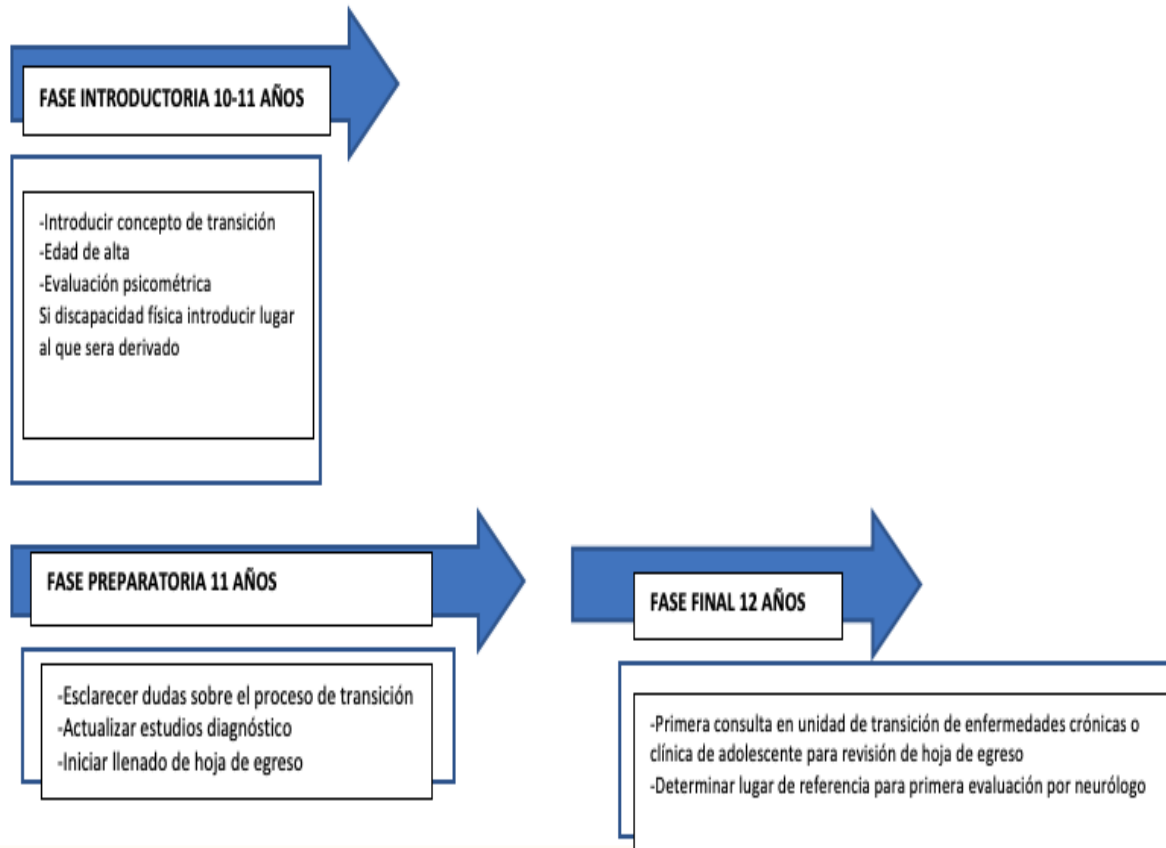 FASE INTRODUCTORIA 10-11 AÑOS
-Introducir concepto de transición
-Edad de alta
-Evaluación psicométrica
Si discapacidad física introducir lugar
al que sera derivado
FASE PREPARATORIA 11 AÑOS
-Esclarecer dudas sobre el proceso de transición
-Actualizar estudios diagnóstico
-Iniciar llenado de hoja de egreso
FASE FINAL 12 AÑOS
-Primera consulta en unidad de transición de enfermedades crónicas o
clínica de adolescente para revisión de hoja de egreso
-Determinar lugar de referencia para primera evaluación por neurólogo